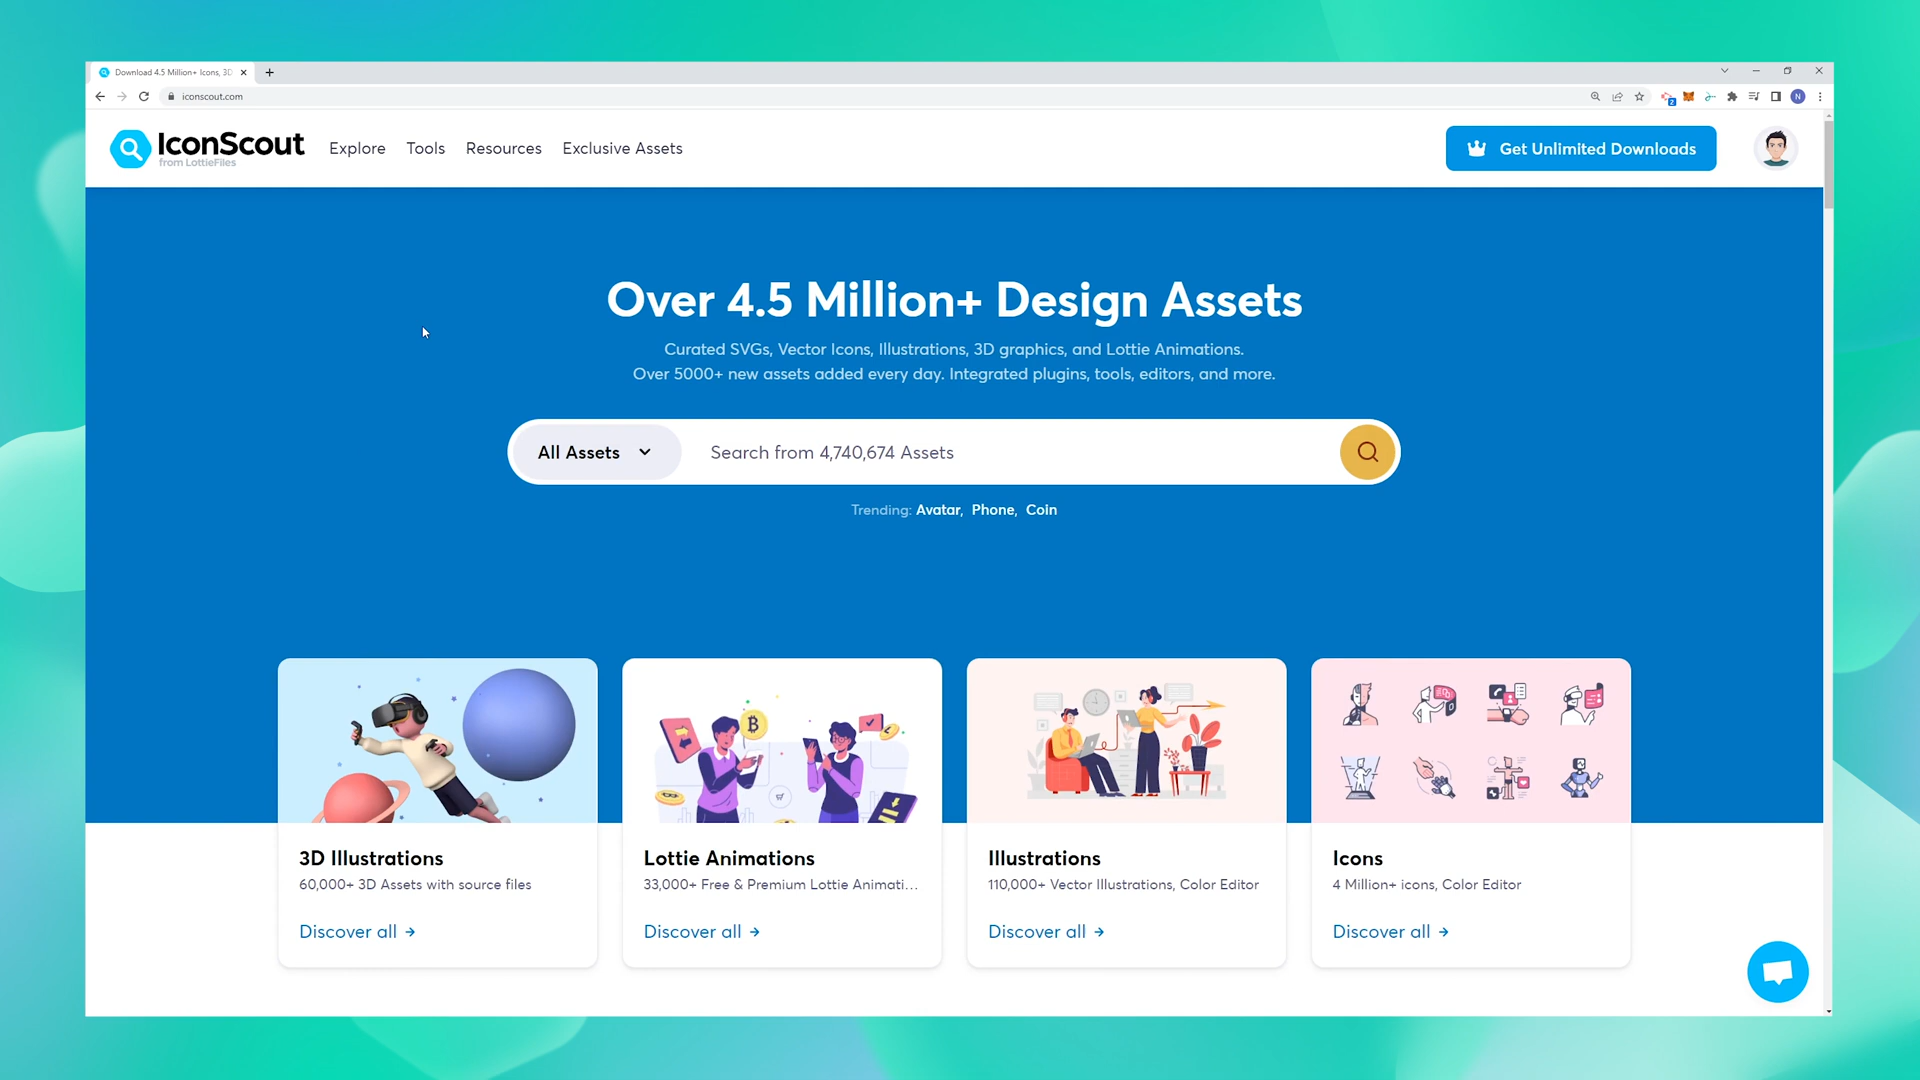 Download 4.5 Million+ Icons, 3D
iconscout.com
2
N
IconScout
from LottieFiles
Explore
Tools
Resources
Exclusive Assets
Get Unlimited Downloads
Over 4.5 Million+ Design Assets
Curated SVGs, Vector Icons, Illustrations, 3D graphics, and Lottie Animations.
Over 5000+ new assets added every day. Integrated plugins, tools, editors, and more.
All Assets
Search from 4,740,674 Assets
Trending: Avatar, Phone, Coin
3D Illustrations
60,000+ 3D Assets with source files
Discover all →
Lottie Animations
33,000+ Free & Premium Lottie Animati...
Discover all →
Illustrations
110,000+ Vector Illustrations, Color Editor
Discover all →
Icons
4 Million+ icons, Color Editor
Discover all →